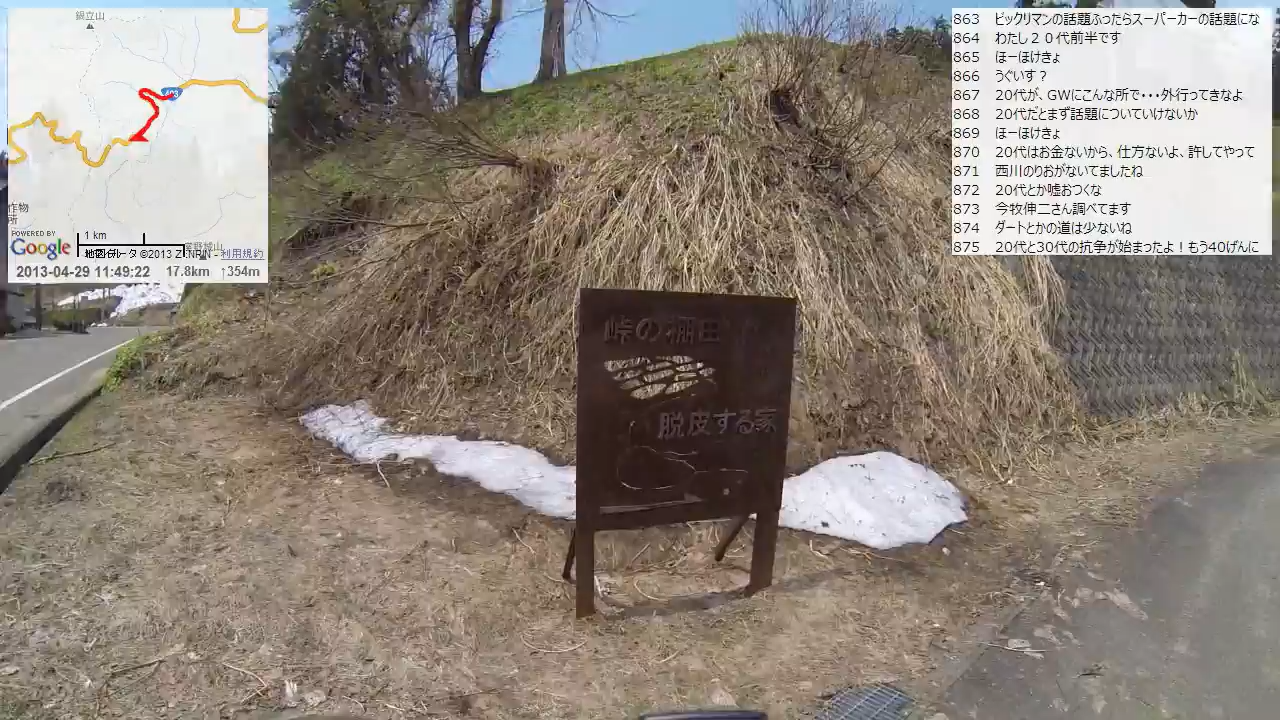 鍋立山
403
作物
所
POWERED BY
Google
1 km
地図データ ©2013 ZENRIN - 利用規約
2013-04-29 11:49:22 17.8km ↑354m
863 ビックリマンの話題ふったらスーパーカーの話題にな
864 わたし２０代前半です
865 ほーほけきょ
866 うぐいす？
867 20代が、GWにこんな所で・・・外行ってきなよ
868 20代だとまず話題についていけないか
869 ほーほけきょ
870 20代はお金ないから、仕方ないよ、許してやって
871 西川のりおがないてましたね
872 20代とか嘘おつくな
873 今牧伸二さん調べてます
874 ダートとかの道は少ないね
875 20代と30代の抗争が始まったよ！もう40げんに
峠の棚田
脱皮する家